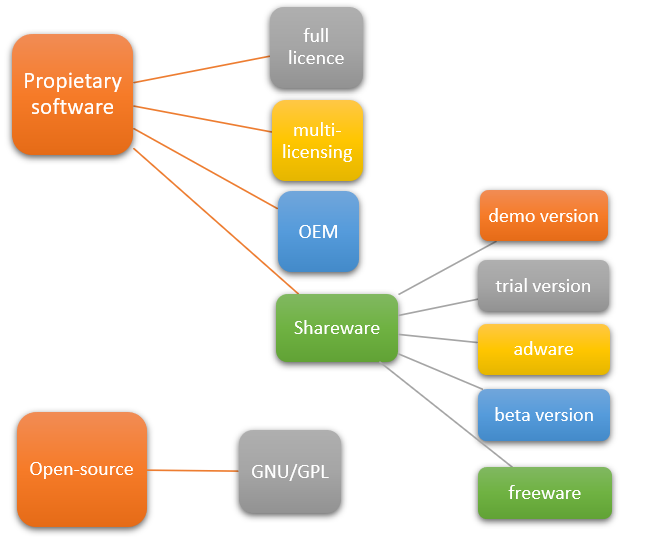 Propietary
software
full
licence
multi-
licensing
OEM
Shareware
demo version
trial version
adware
beta version
freeware
Open-source
GNU/GPL